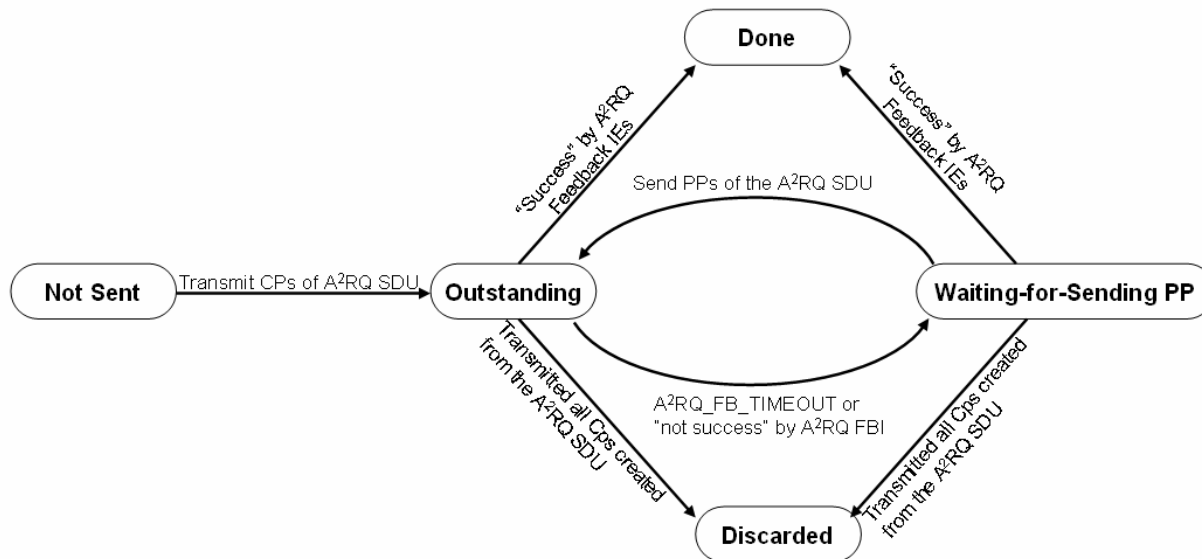 Done
“Success” by A²RQ
Feedback IEs
“Success” by A²RQ
Feedback IEs
Send PPs of the A²RQ SDU
Not Sent
Transmit CPs of A²RQ SDU
Outstanding
Waiting-for-Sending PP
Transmitted all Cps created
from the A²RQ SDU
A²RQ_FB_TIMEOUT or
“not success” by A²RQ FBI
Transmitted all Cps created
from the A²RQ SDU
Discarded